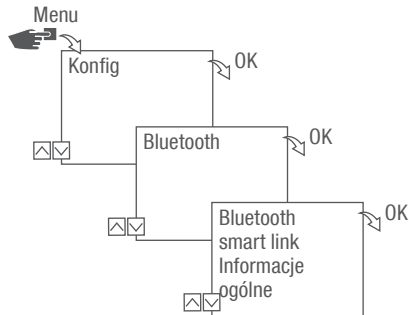 Menu
Konfig
OK
Bluetooth
OK
Bluetooth
smart link
Informacje
ogólne
OK